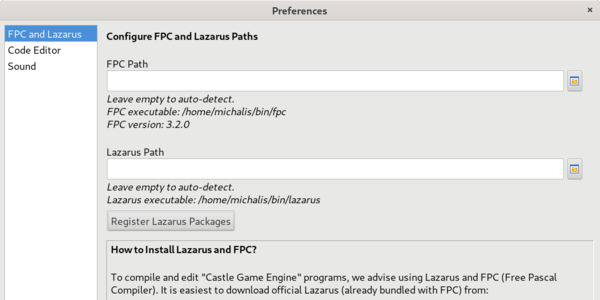 Preferences
×
FPC and Lazarus
Code Editor
Sound
Configure FPC and Lazarus Paths
FPC Path
Leave empty to auto-detect.
FPC executable: /home/michalis/bin/fpc
FPC version: 3.2.0
Lazarus Path
Leave empty to auto-detect.
Lazarus executable: /home/michalis/bin/lazarus
Register Lazarus Packages
How to Install Lazarus and FPC?
To compile and edit "Castle Game Engine" programs, we advise using Lazarus and FPC (Free Pascal
Compiler). It is easiest to download official Lazarus (already bundled with FPC) from: